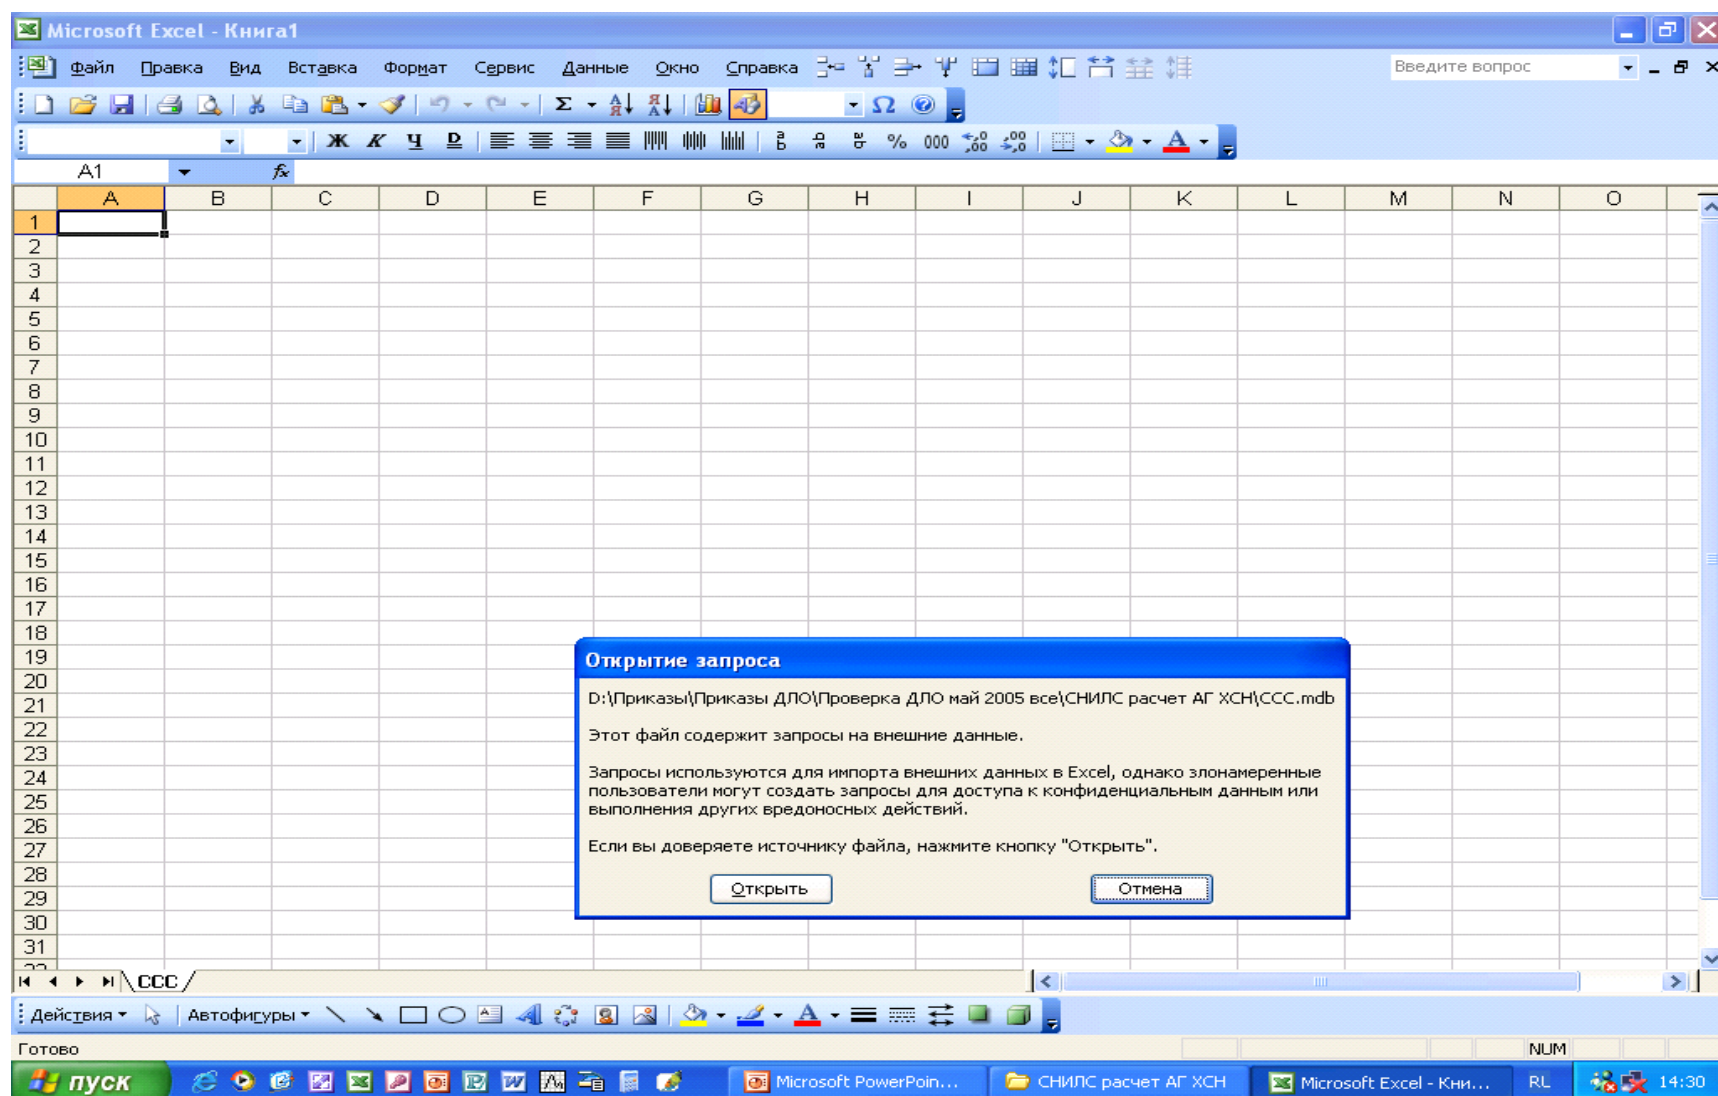 Microsoft Excel - Книга1
Файл Правка Вид Вставка Формат Сервис Данные Окно Справка Введите вопрос
Ж К Ч D % 000
A1 fx
A B C D E F G H I J K L M N O
1
2
3
4
5
6
7
8
9
10
11
12
13
14
15
16
17
18
19
20
21
22
23
24
25
26
27
28
29
30
31
Открытие запроса
D:\Приказы\Приказы ДЛО\Проверка ДЛО май 2005 все\СНИЛС расчет АГ ХСН\ССС.mdb
Этот файл содержит запросы на внешние данные.
Запросы используются для импорта внешних данных в Excel, однако злонамеренные
пользователи могут создать запросы для доступа к конфиденциальным данным или
выполнения других вредоносных действий.
Если вы доверяете источнику файла, нажмите кнопку "Открыть".
Открыть Отмена
ССС
Действия Автофигуры
Готово NUM
пуск Microsoft PowerPoin... СНИЛС расчет АГ ХСН Microsoft Excel - Кни... RL 14:30